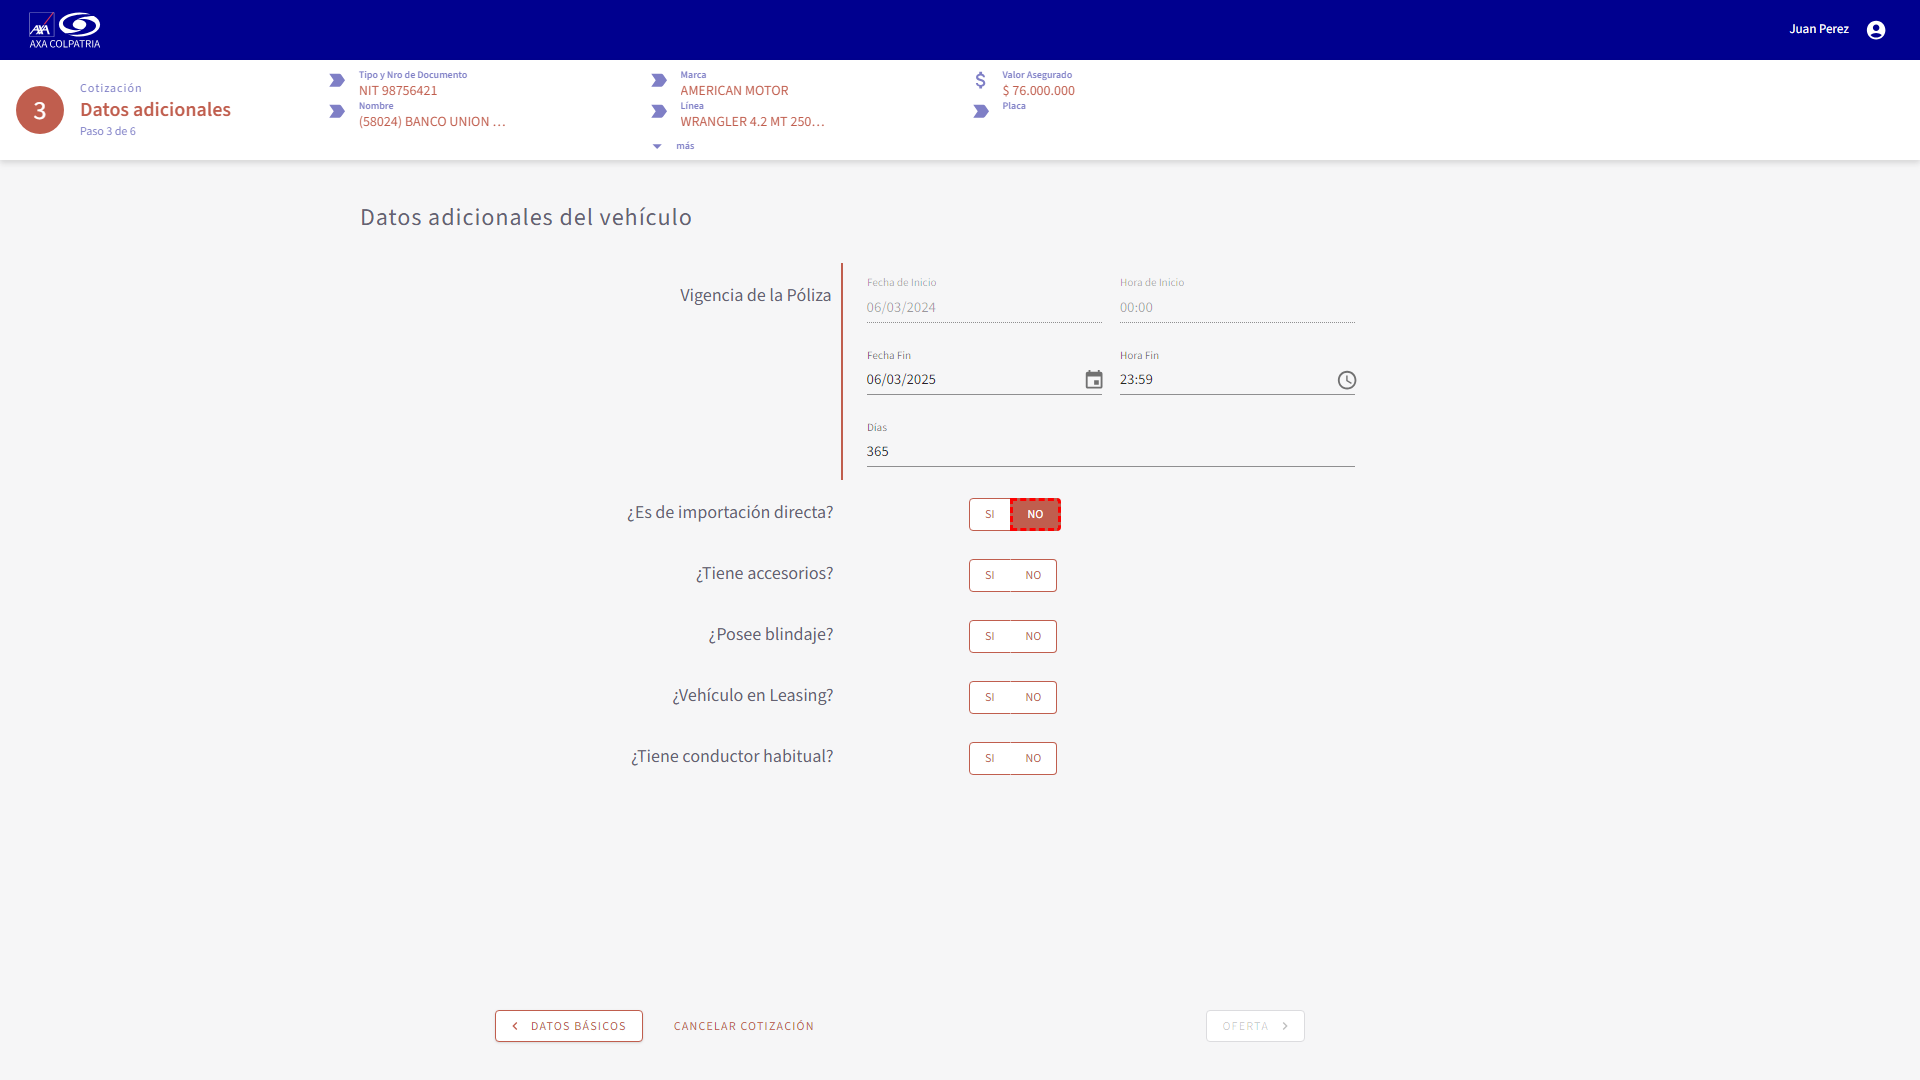 AXA
AXA COLPATRIA
Juan Perez
3
Cotización
Datos adicionales
Paso 3 de 6
Tipo y Nro de Documento
NIT 98756421
Nombre
(58024) BANCO UNION ...
Marca
AMERICAN MOTOR
Línea
WRANGLER 4.2 MT 250...
más
Valor Asegurado
$ 76.000.000
Placa
Datos adicionales del vehículo
Vigencia de la Póliza
Fecha de Inicio
06/03/2024
Hora de Inicio
00:00
Fecha Fin
06/03/2025
Hora Fin
23:59
Días
365
¿Es de importación directa?
SI NO
¿Tiene accesorios?
SI NO
¿Posee blindaje?
SI NO
¿Vehículo en Leasing?
SI NO
¿Tiene conductor habitual?
SI NO
DATOS BÁSICOS
CANCELAR COTIZACIÓN
OFERTA